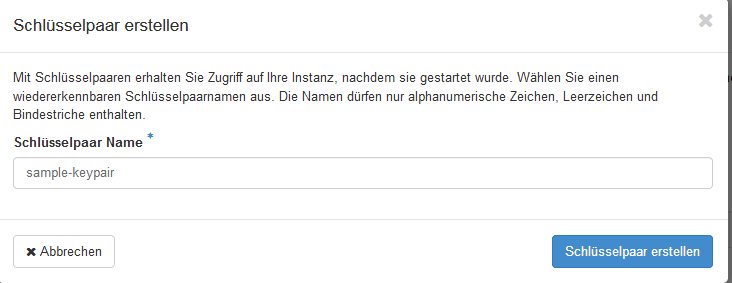 Schlüsselpaar erstellen
Mit Schlüsselpaaren erhalten Sie Zugriff auf Ihre Instanz, nachdem sie gestartet wurde. Wählen Sie einen
wiedererkennbaren Schlüsselpaarnamen aus. Die Namen dürfen nur alphanumerische Zeichen, Leerzeichen und
Bindestriche enthalten.
Schlüsselpaar Name *
sample-keypair
Abbrechen
Schlüsselpaar erstellen